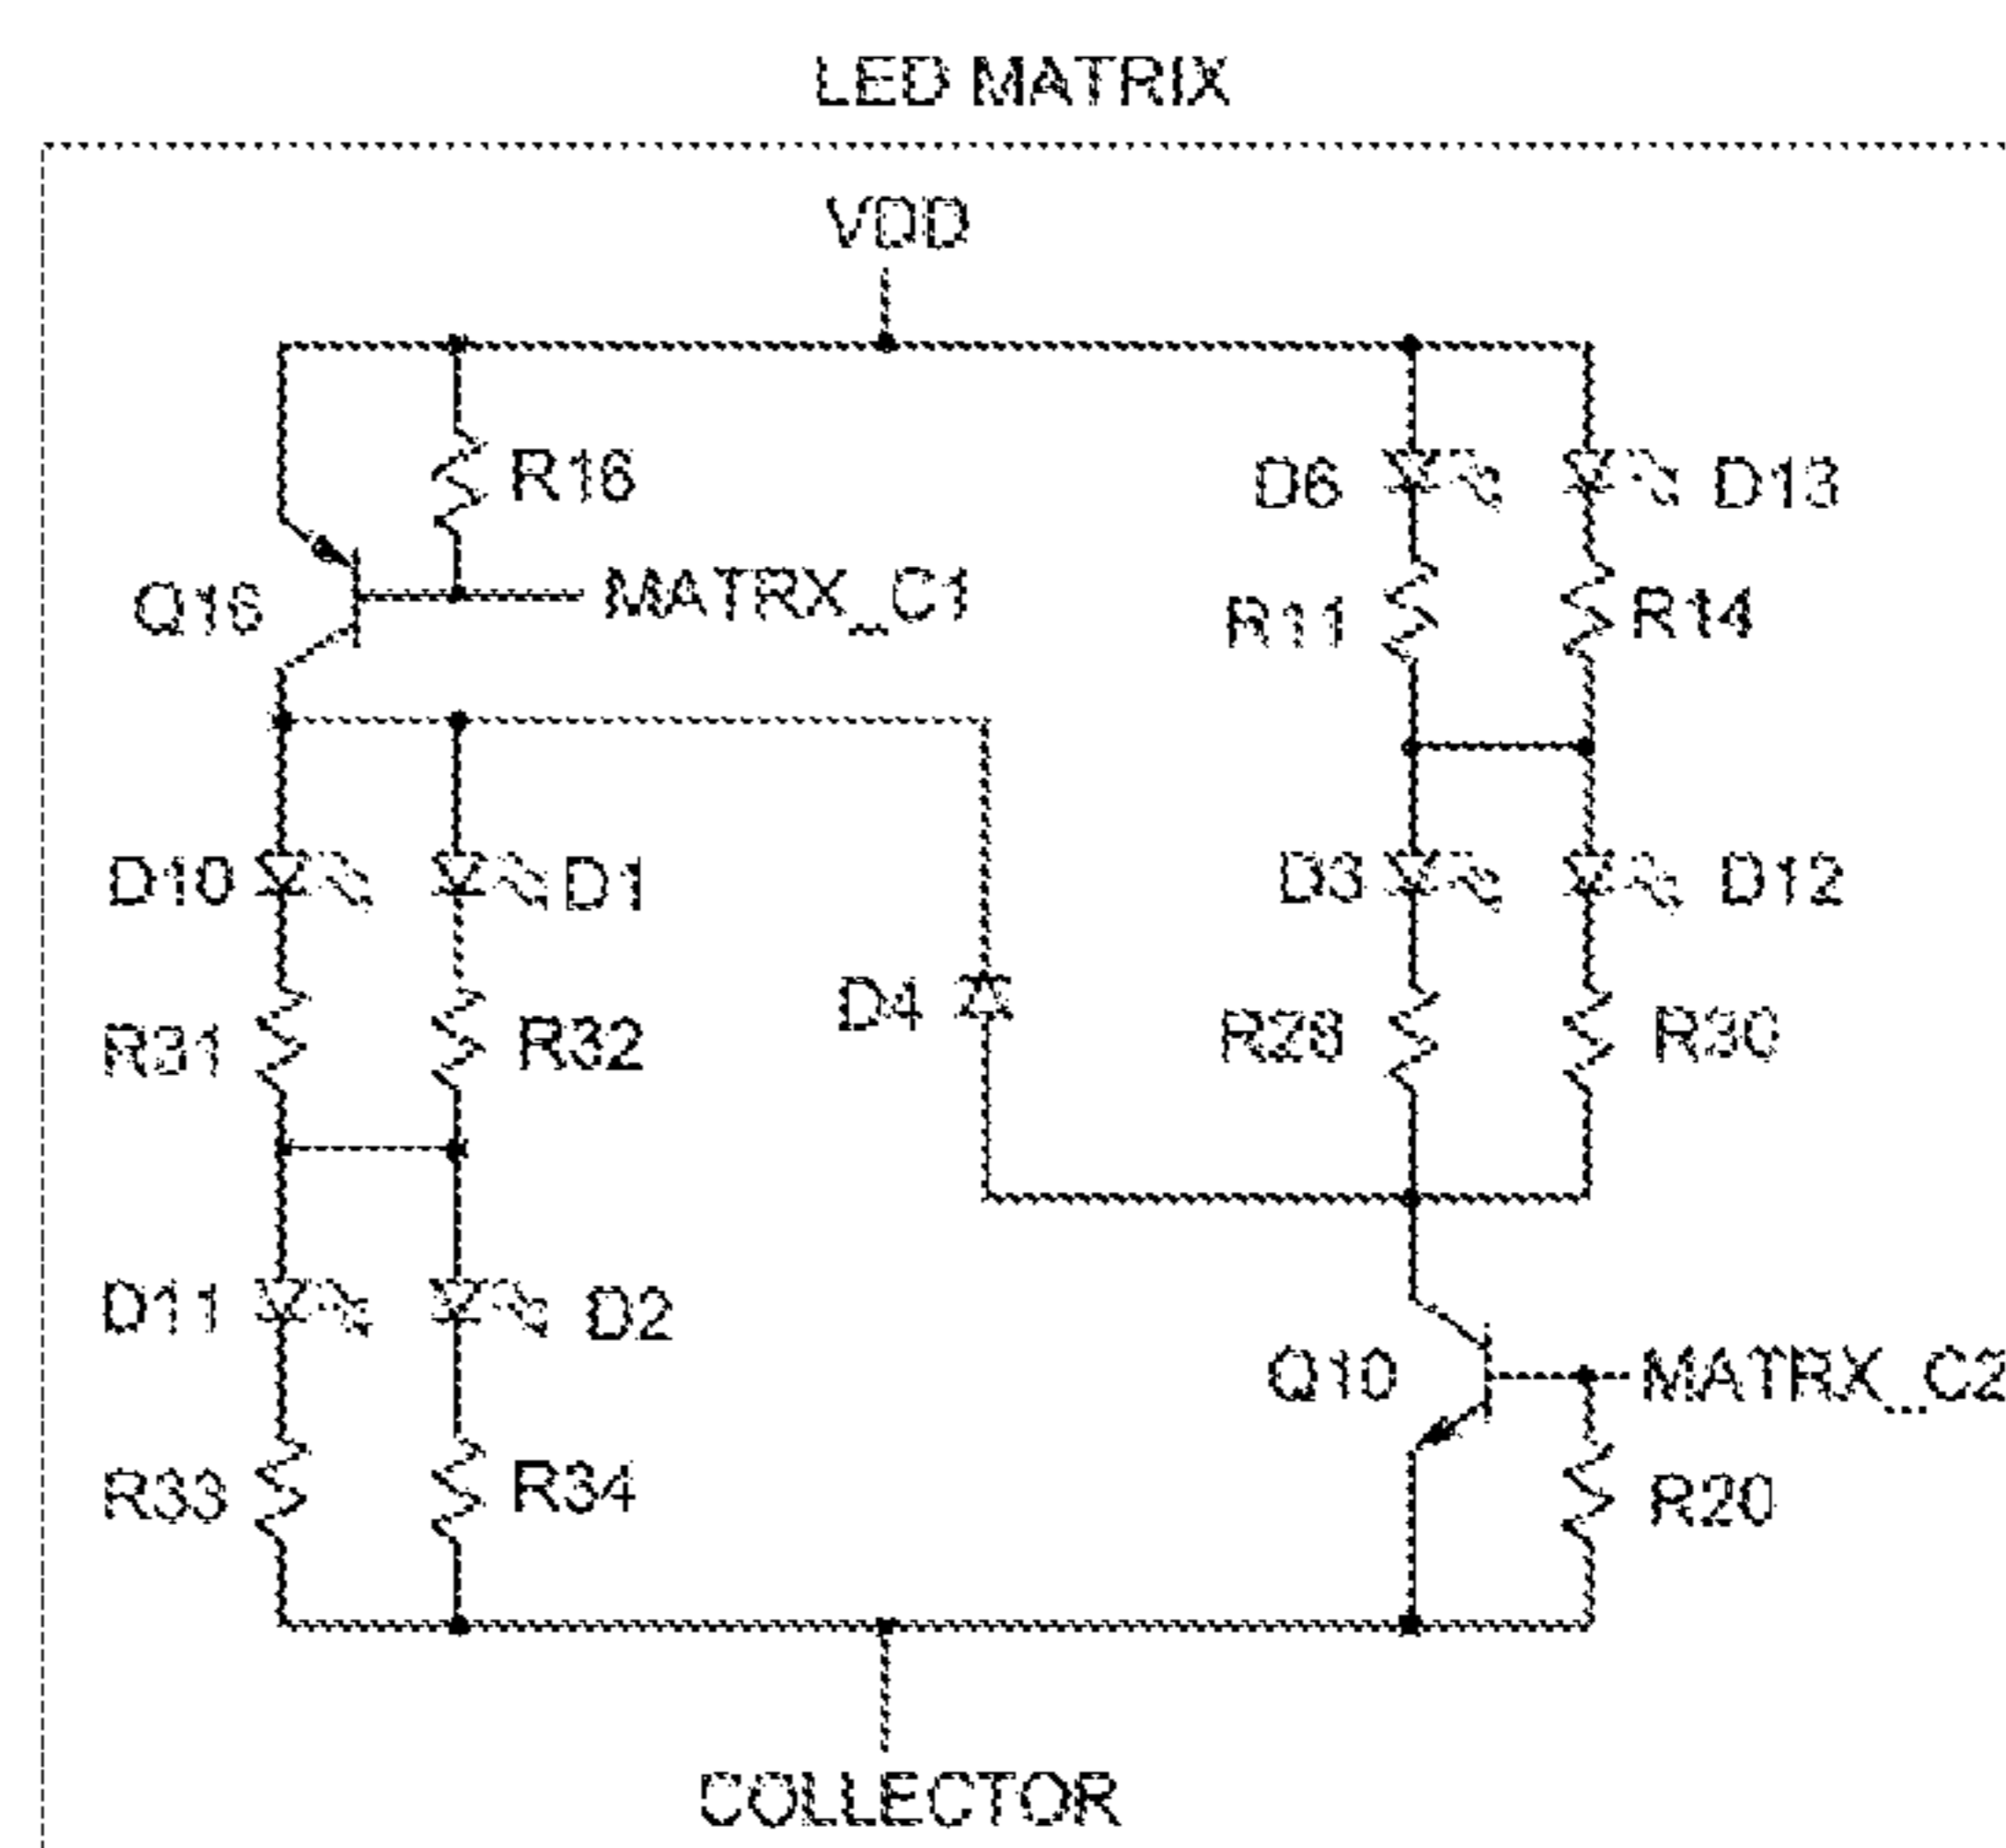 LED MATRIX
VDD
R16
D6
D13
Q16
MATRX_C1
R11
R14
D10
D1
D3
D12
R31
R32
D4
R28
R30
D11
D2
Q10
MATRX_C2
R33
R34
R20
COLLECTOR